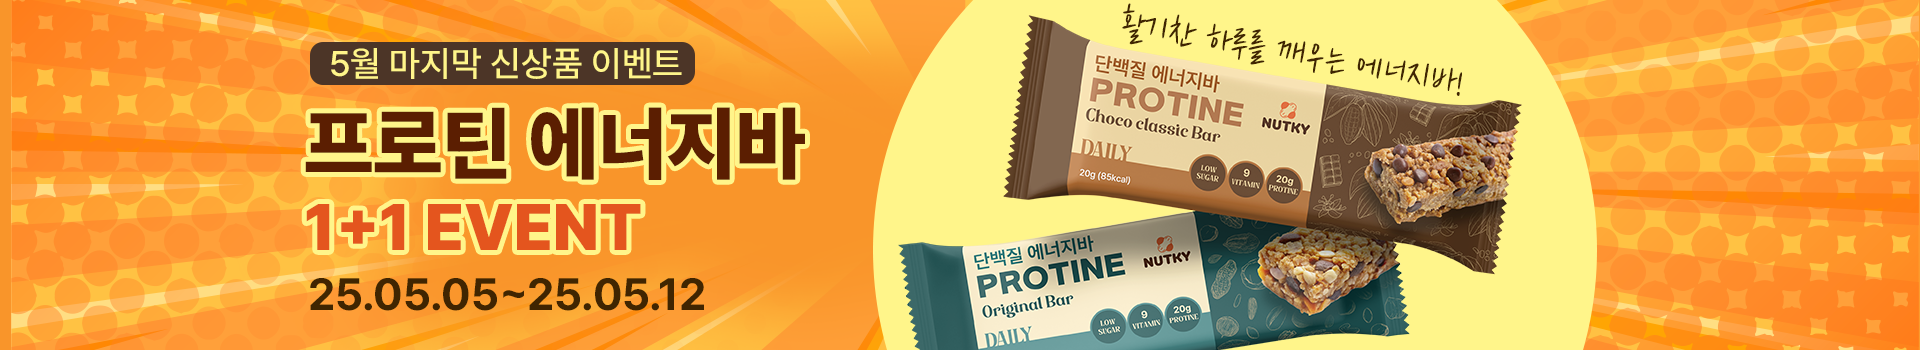 5월 마지막 신상품 이벤트
프로틴 에너지바
1+1 EVENT
25.05.05~25.05.12
활기찬 하루를 깨우는 에너지바!
단백질 에너지바
PROTINE
Choco classic Bar
NUTKY
DAILY
20g (85kcal)
LOW
SUGAR
9
VITAMIN
20g
PROTINE
단백질 에너지바
PROTINE
Original Bar
NUTKY
DAILY
LOW
SUGAR
9
VITAMIN
20g
PROTINE